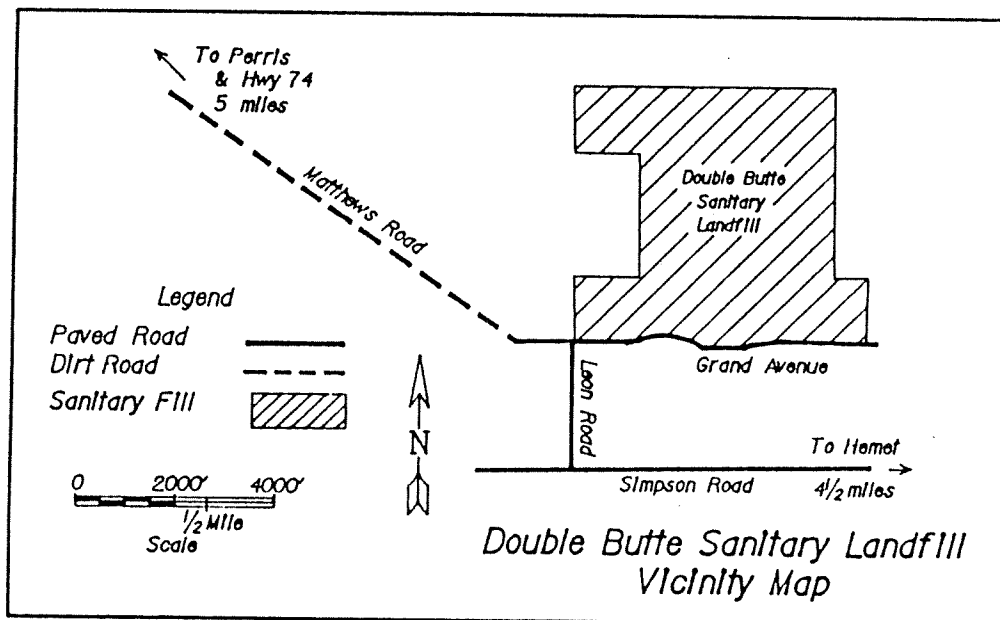 To Perris
& Hwy 74
5 miles
Matthews Road
Double Butte
Sanitary
Landfill
Legend
Paved Road
Dirt Road
Sanitary Fill
Grand Avenue
Leon Road
N
To Hemet
4 1/2 miles
Simpson Road
0 2000' 4000'
1/2 Mile
Scale
Double Butte Sanitary Landfill
Vicinity Map